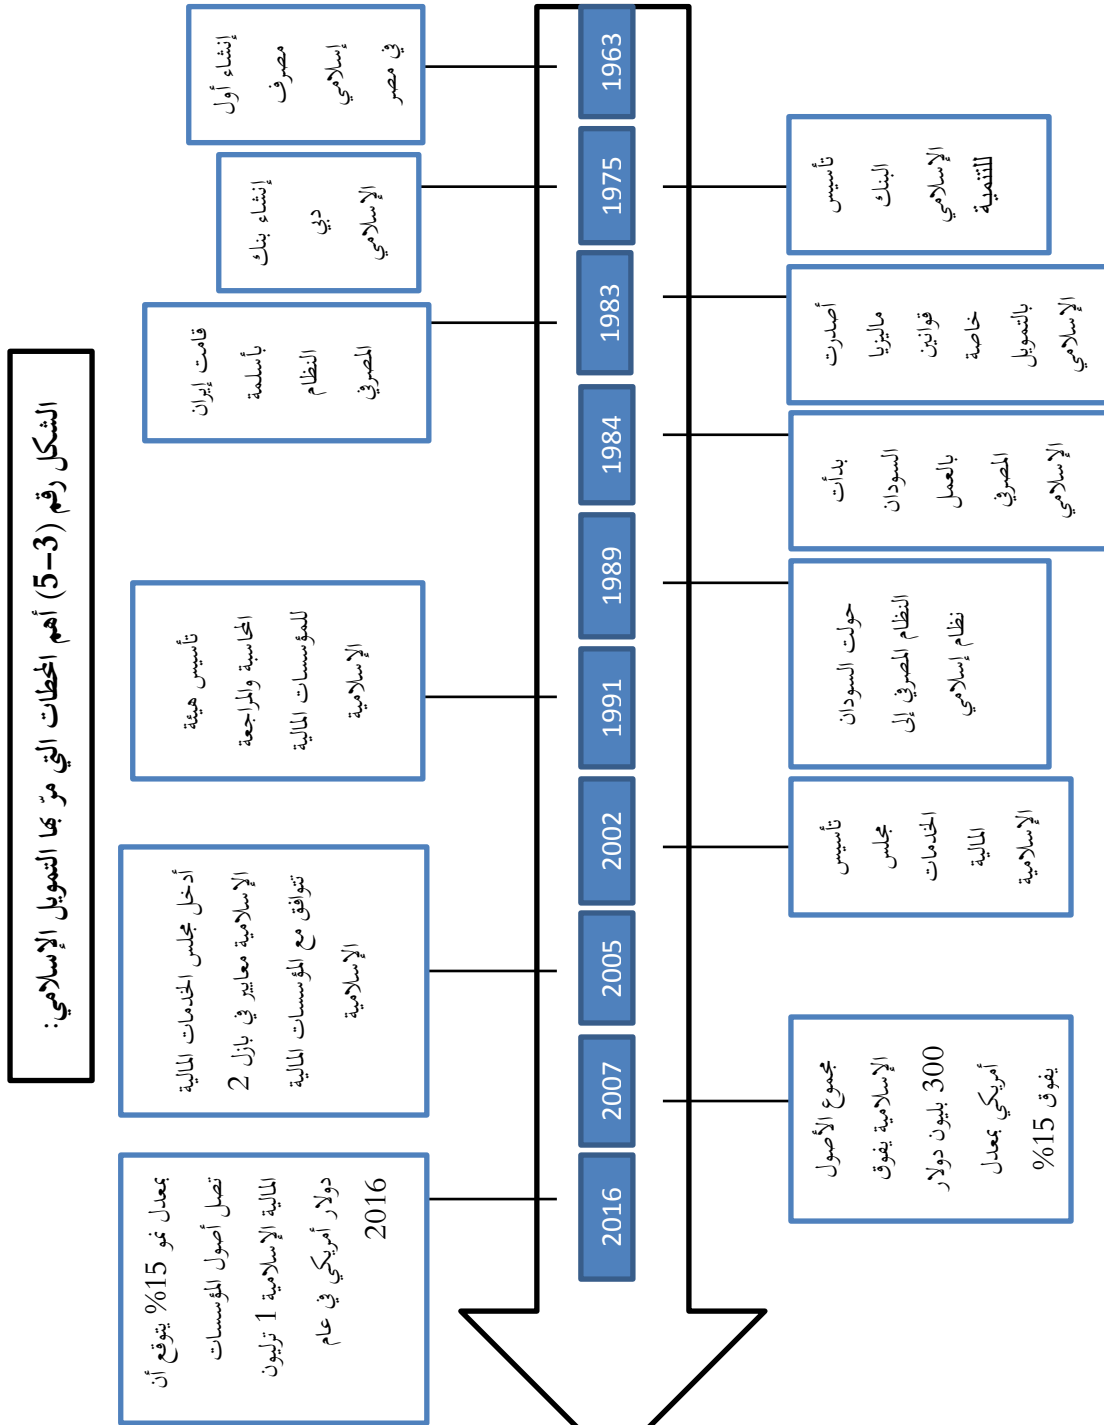 الشكل رقم (3–5) أهم المحطات التي مرّ بها التمويل الإسلامي:
إنشاء أول
مصرف
إسلامي
في مصر
إنشاء بنك
دبي
الإسلامي
قامت إيران
بأسلمة
النظام
المصرفي
تأسيس هيئة
المحاسبة والمراجعة
للمؤسسات المالية
الإسلامية
أدخل مجلس الخدمات المالية
الإسلامية معايير في بازل 2
تتوافق مع المؤسسات المالية
الإسلامية
بمعدل نمو 15% يتوقع أن
تصل أصول المؤسسات
المالية الإسلامية 1 ترليون
دولار أمريكي في عام
2016
1963
1975
1983
1984
1989
1991
2002
2005
2007
2016
تأسيس
البنك
الإسلامي
للتنمية
أصدرت
ماليزيا
قوانين
خاصة
بالتمويل
الإسلامي
بدأت
السودان
بالعمل
المصرفي
الإسلامي
حولت السودان
النظام المصرفي إلى
نظام إسلامي
تأسيس
مجلس
الخدمات
المالية
الإسلامية
مجموع الأصول
الإسلامية يفوق
300 بليون دولار
أمريكي بمعدل
يفوق 15%